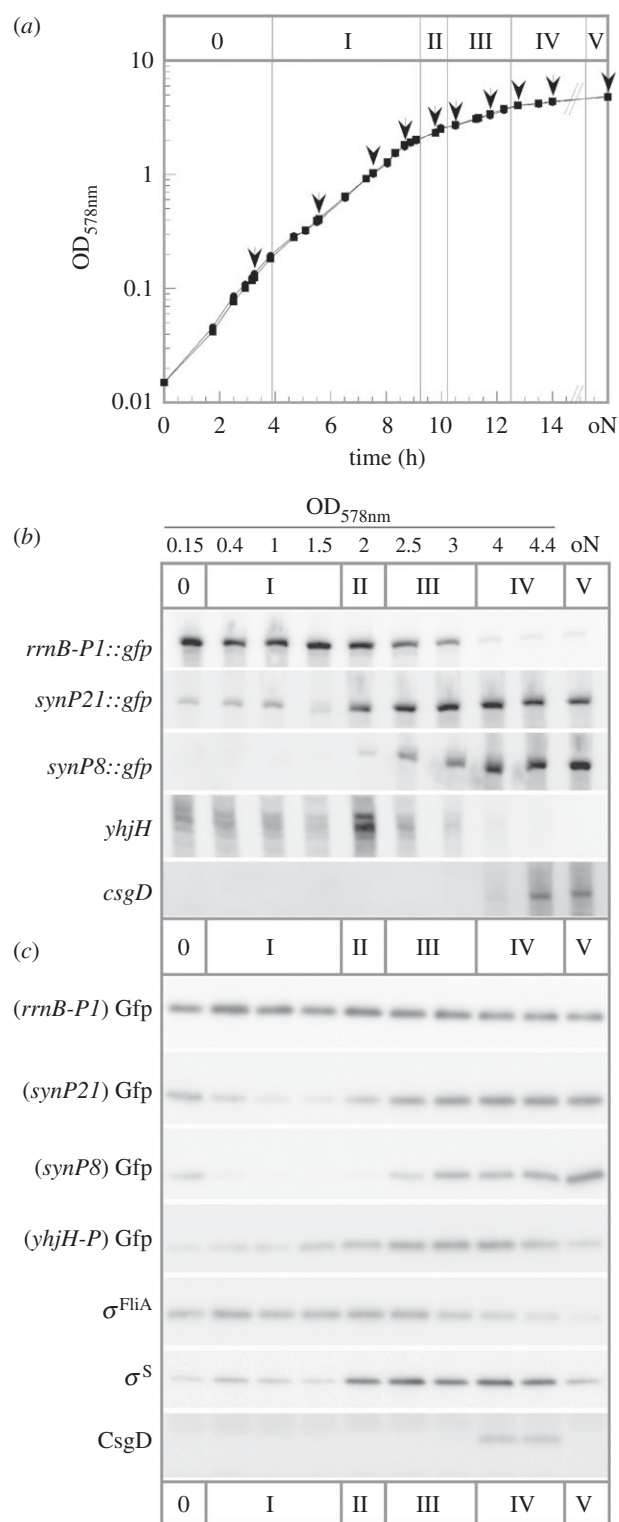 (a)
0 I II III IV V
10
1
0.1
0.01
OD578nm
0 2 4 6 8 10 12 14 oN
time (h)
OD578nm
(b)
0.15 0.4 1 1.5 2 2.5 3 4 4.4 oN
0 I II III IV V
rrnB-P1::gfp
synP21::gfp
synP8::gfp
yhjH
csgD
(c)
0 I II III IV V
(rrnB-P1) Gfp
(synP21) Gfp
(synP8) Gfp
(yhjH-P) Gfp
σFliA
σS
CsgD
0 I II III IV V